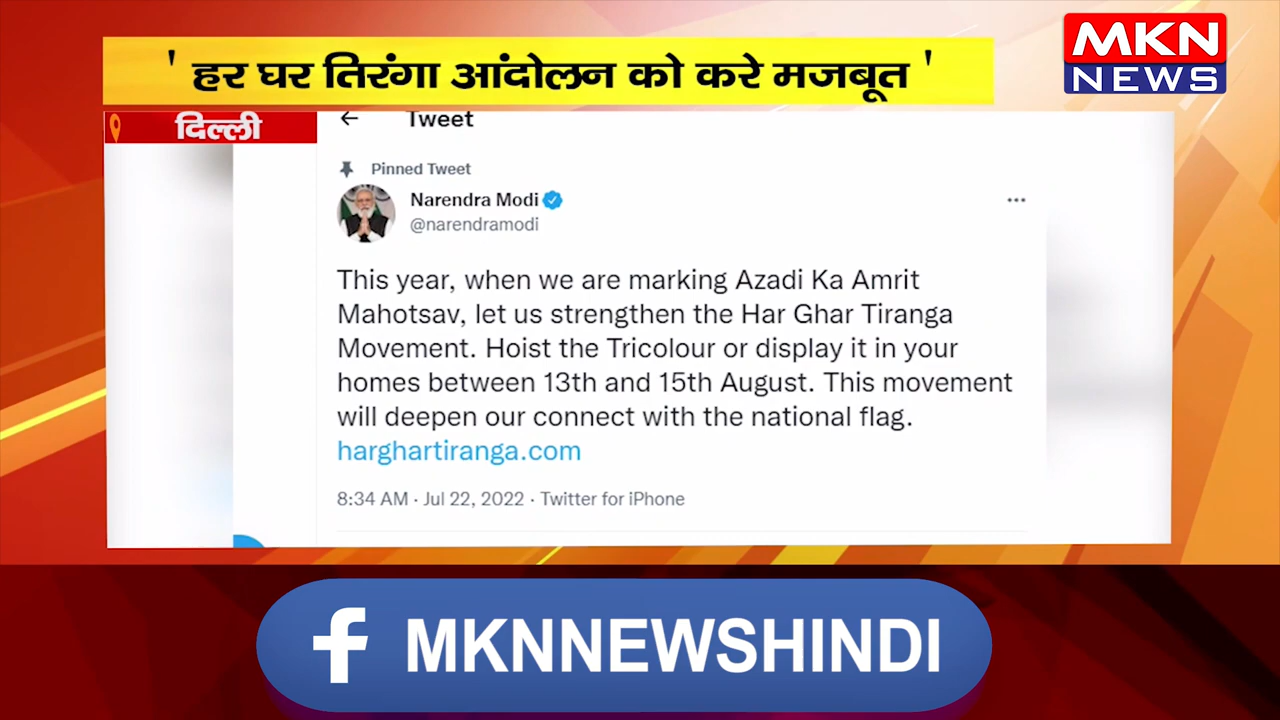 ' हर घर तिरंगा आंदोलन को करे मजबूत '
MKN
NEWS
दिल्ली
Tweet
Pinned Tweet
Narendra Modi
@narendramodi
This year, when we are marking Azadi Ka Amrit
Mahotsav, let us strengthen the Har Ghar Tiranga
Movement. Hoist the Tricolour or display it in your
homes between 13th and 15th August. This movement
will deepen our connect with the national flag.
harghartiranga.com
8:34 AM · Jul 22, 2022 · Twitter for iPhone
f MKNNEWSHINDI